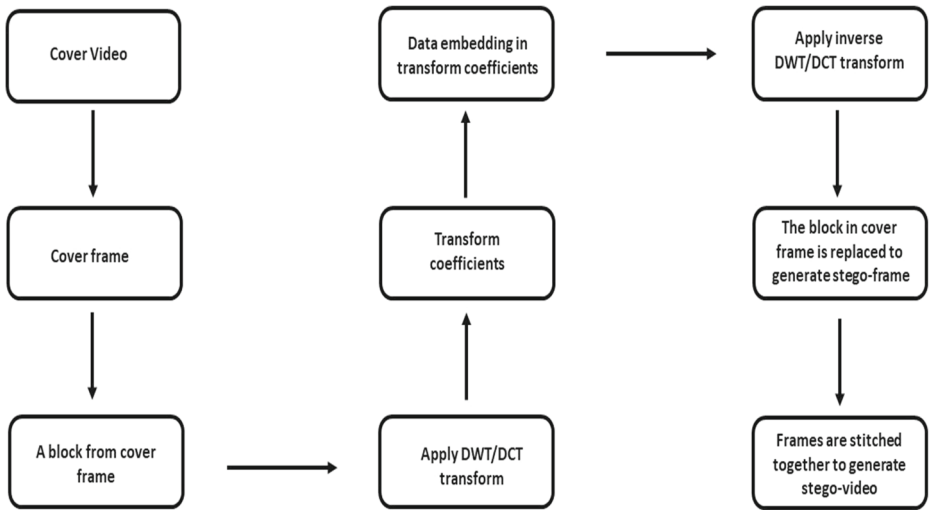 Cover Video
Cover frame
A block from cover
frame
Apply DWT/DCT
transform
Transform
coefficients
Data embedding in
transform coefficients
Apply inverse
DWT/DCT transform
The block in cover
frame is replaced to
generate stego-frame
Frames are stitched
together to generate
stego-video